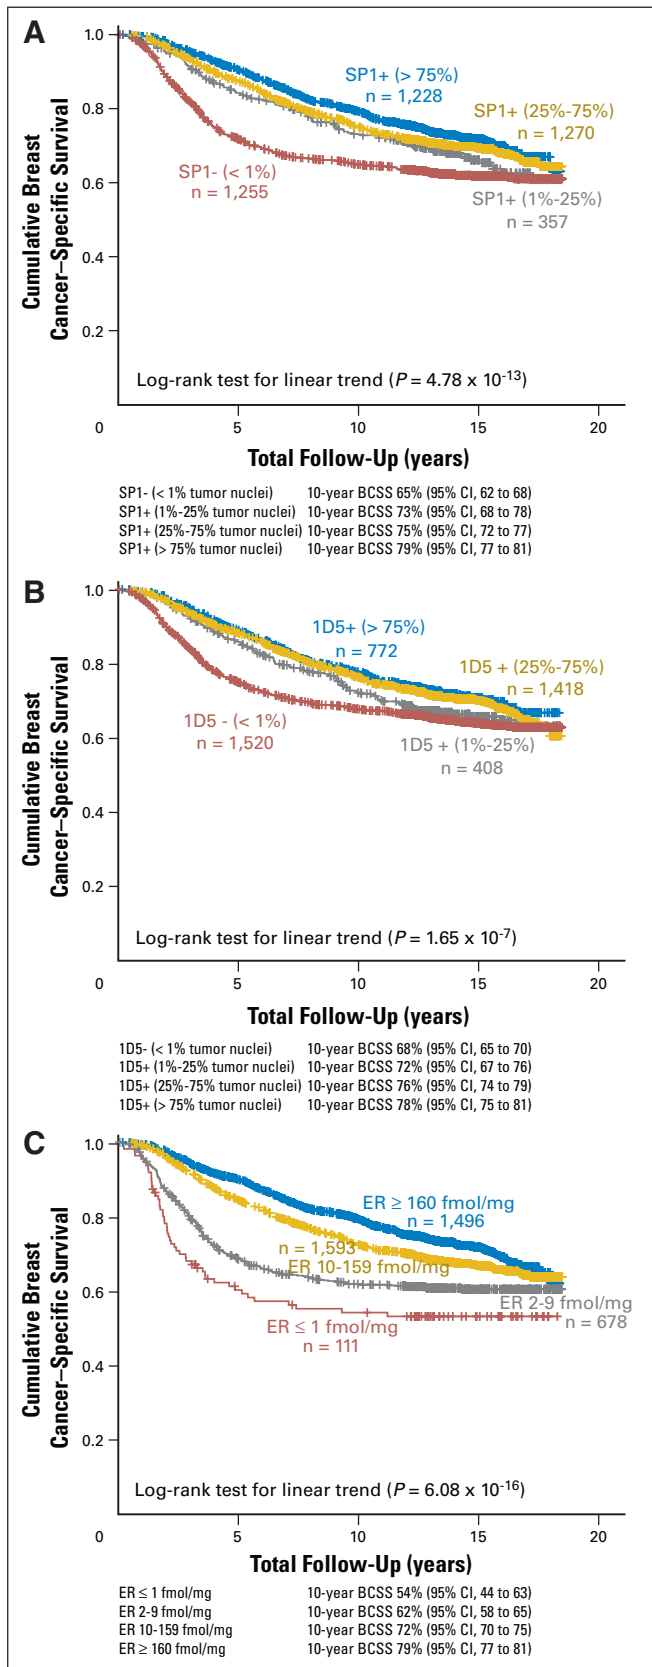 A
1.0
0.8
0.6
0.4
0.2
Cumulative Breast
Cancer–Specific Survival
SP1+ (> 75%)
n = 1,228
SP1+ (25%-75%)
n = 1,270
SP1- (< 1%)
n = 1,255
SP1+ (1%-25%)
n = 357
Log-rank test for linear trend (P = 4.78 x 10-13)
0 5 10 15 20
Total Follow-Up (years)
SP1- (< 1% tumor nuclei) 10-year BCSS 65% (95% CI, 62 to 68)
SP1+ (1%-25% tumor nuclei) 10-year BCSS 73% (95% CI, 68 to 78)
SP1+ (25%-75% tumor nuclei) 10-year BCSS 75% (95% CI, 72 to 77)
SP1+ (> 75% tumor nuclei) 10-year BCSS 79% (95% CI, 77 to 81)
B
1.0
0.8
0.6
0.4
0.2
Cumulative Breast
Cancer–Specific Survival
1D5+ (> 75%)
n = 772
1D5 + (25%-75%)
n = 1,418
1D5 - (< 1%)
n = 1,520
1D5 + (1%-25%)
n = 408
Log-rank test for linear trend (P = 1.65 x 10-7)
0 5 10 15 20
Total Follow-Up (years)
1D5- (< 1% tumor nuclei) 10-year BCSS 68% (95% CI, 65 to 70)
1D5+ (1%-25% tumor nuclei) 10-year BCSS 72% (95% CI, 67 to 76)
1D5+ (25%-75% tumor nuclei) 10-year BCSS 76% (95% CI, 74 to 79)
1D5+ (> 75% tumor nuclei) 10-year BCSS 78% (95% CI, 75 to 81)
C
1.0
0.8
0.6
0.4
0.2
Cumulative Breast
Cancer–Specific Survival
ER ≥ 160 fmol/mg
n = 1,496
n = 1,593
ER 10-159 fmol/mg
ER 2-9 fmol/mg
n = 678
ER ≤ 1 fmol/mg
n = 111
Log-rank test for linear trend (P = 6.08 x 10-16)
0 5 10 15 20
Total Follow-Up (years)
ER ≤ 1 fmol/mg 10-year BCSS 54% (95% CI, 44 to 63)
ER 2-9 fmol/mg 10-year BCSS 62% (95% CI, 58 to 65)
ER 10-159 fmol/mg 10-year BCSS 72% (95% CI, 70 to 75)
ER ≥ 160 fmol/mg 10-year BCSS 79% (95% CI, 77 to 81)